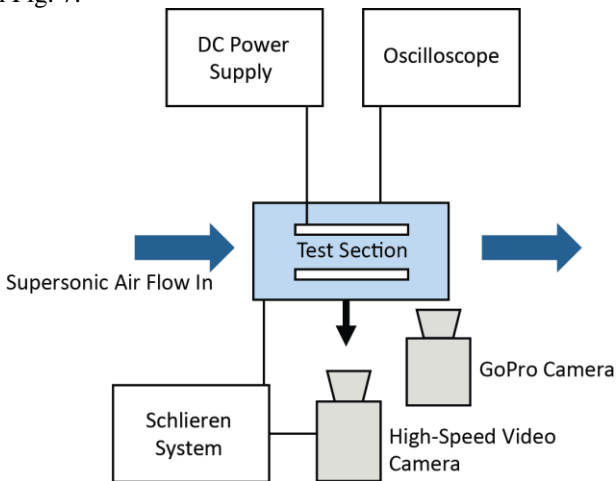 DC Power
Supply
Oscilloscope
Test Section
Supersonic Air Flow In
GoPro Camera
Schlieren
System
High-Speed Video
Camera